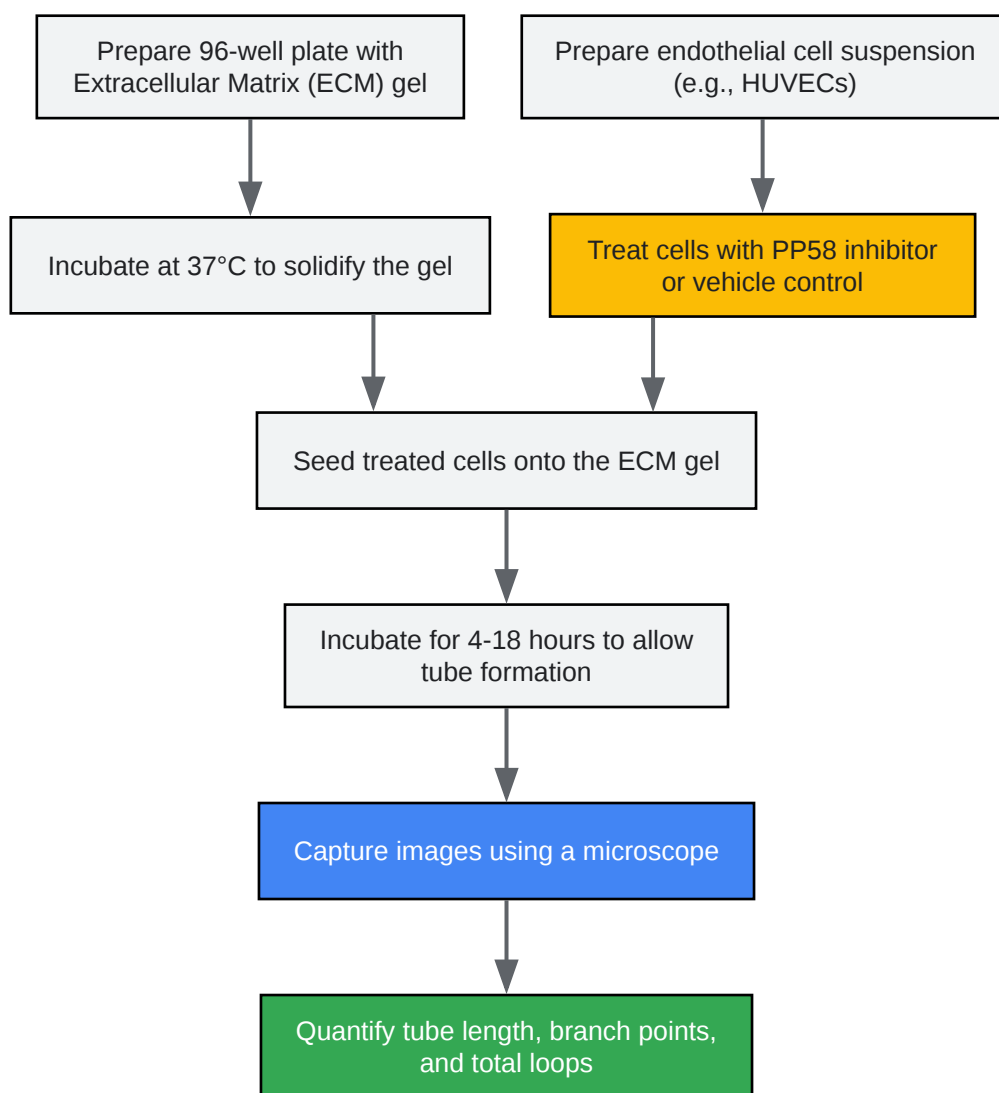 Prepare 96-well plate with
Extracellular Matrix (ECM) gel
Prepare endothelial cell suspension
(e.g., HUVECs)
Incubate at 37°C to solidify the gel
Treat cells with PP58 inhibitor
or vehicle control
Seed treated cells onto the ECM gel
Incubate for 4-18 hours to allow
tube formation
Capture images using a microscope
Quantify tube length, branch points,
and total loops